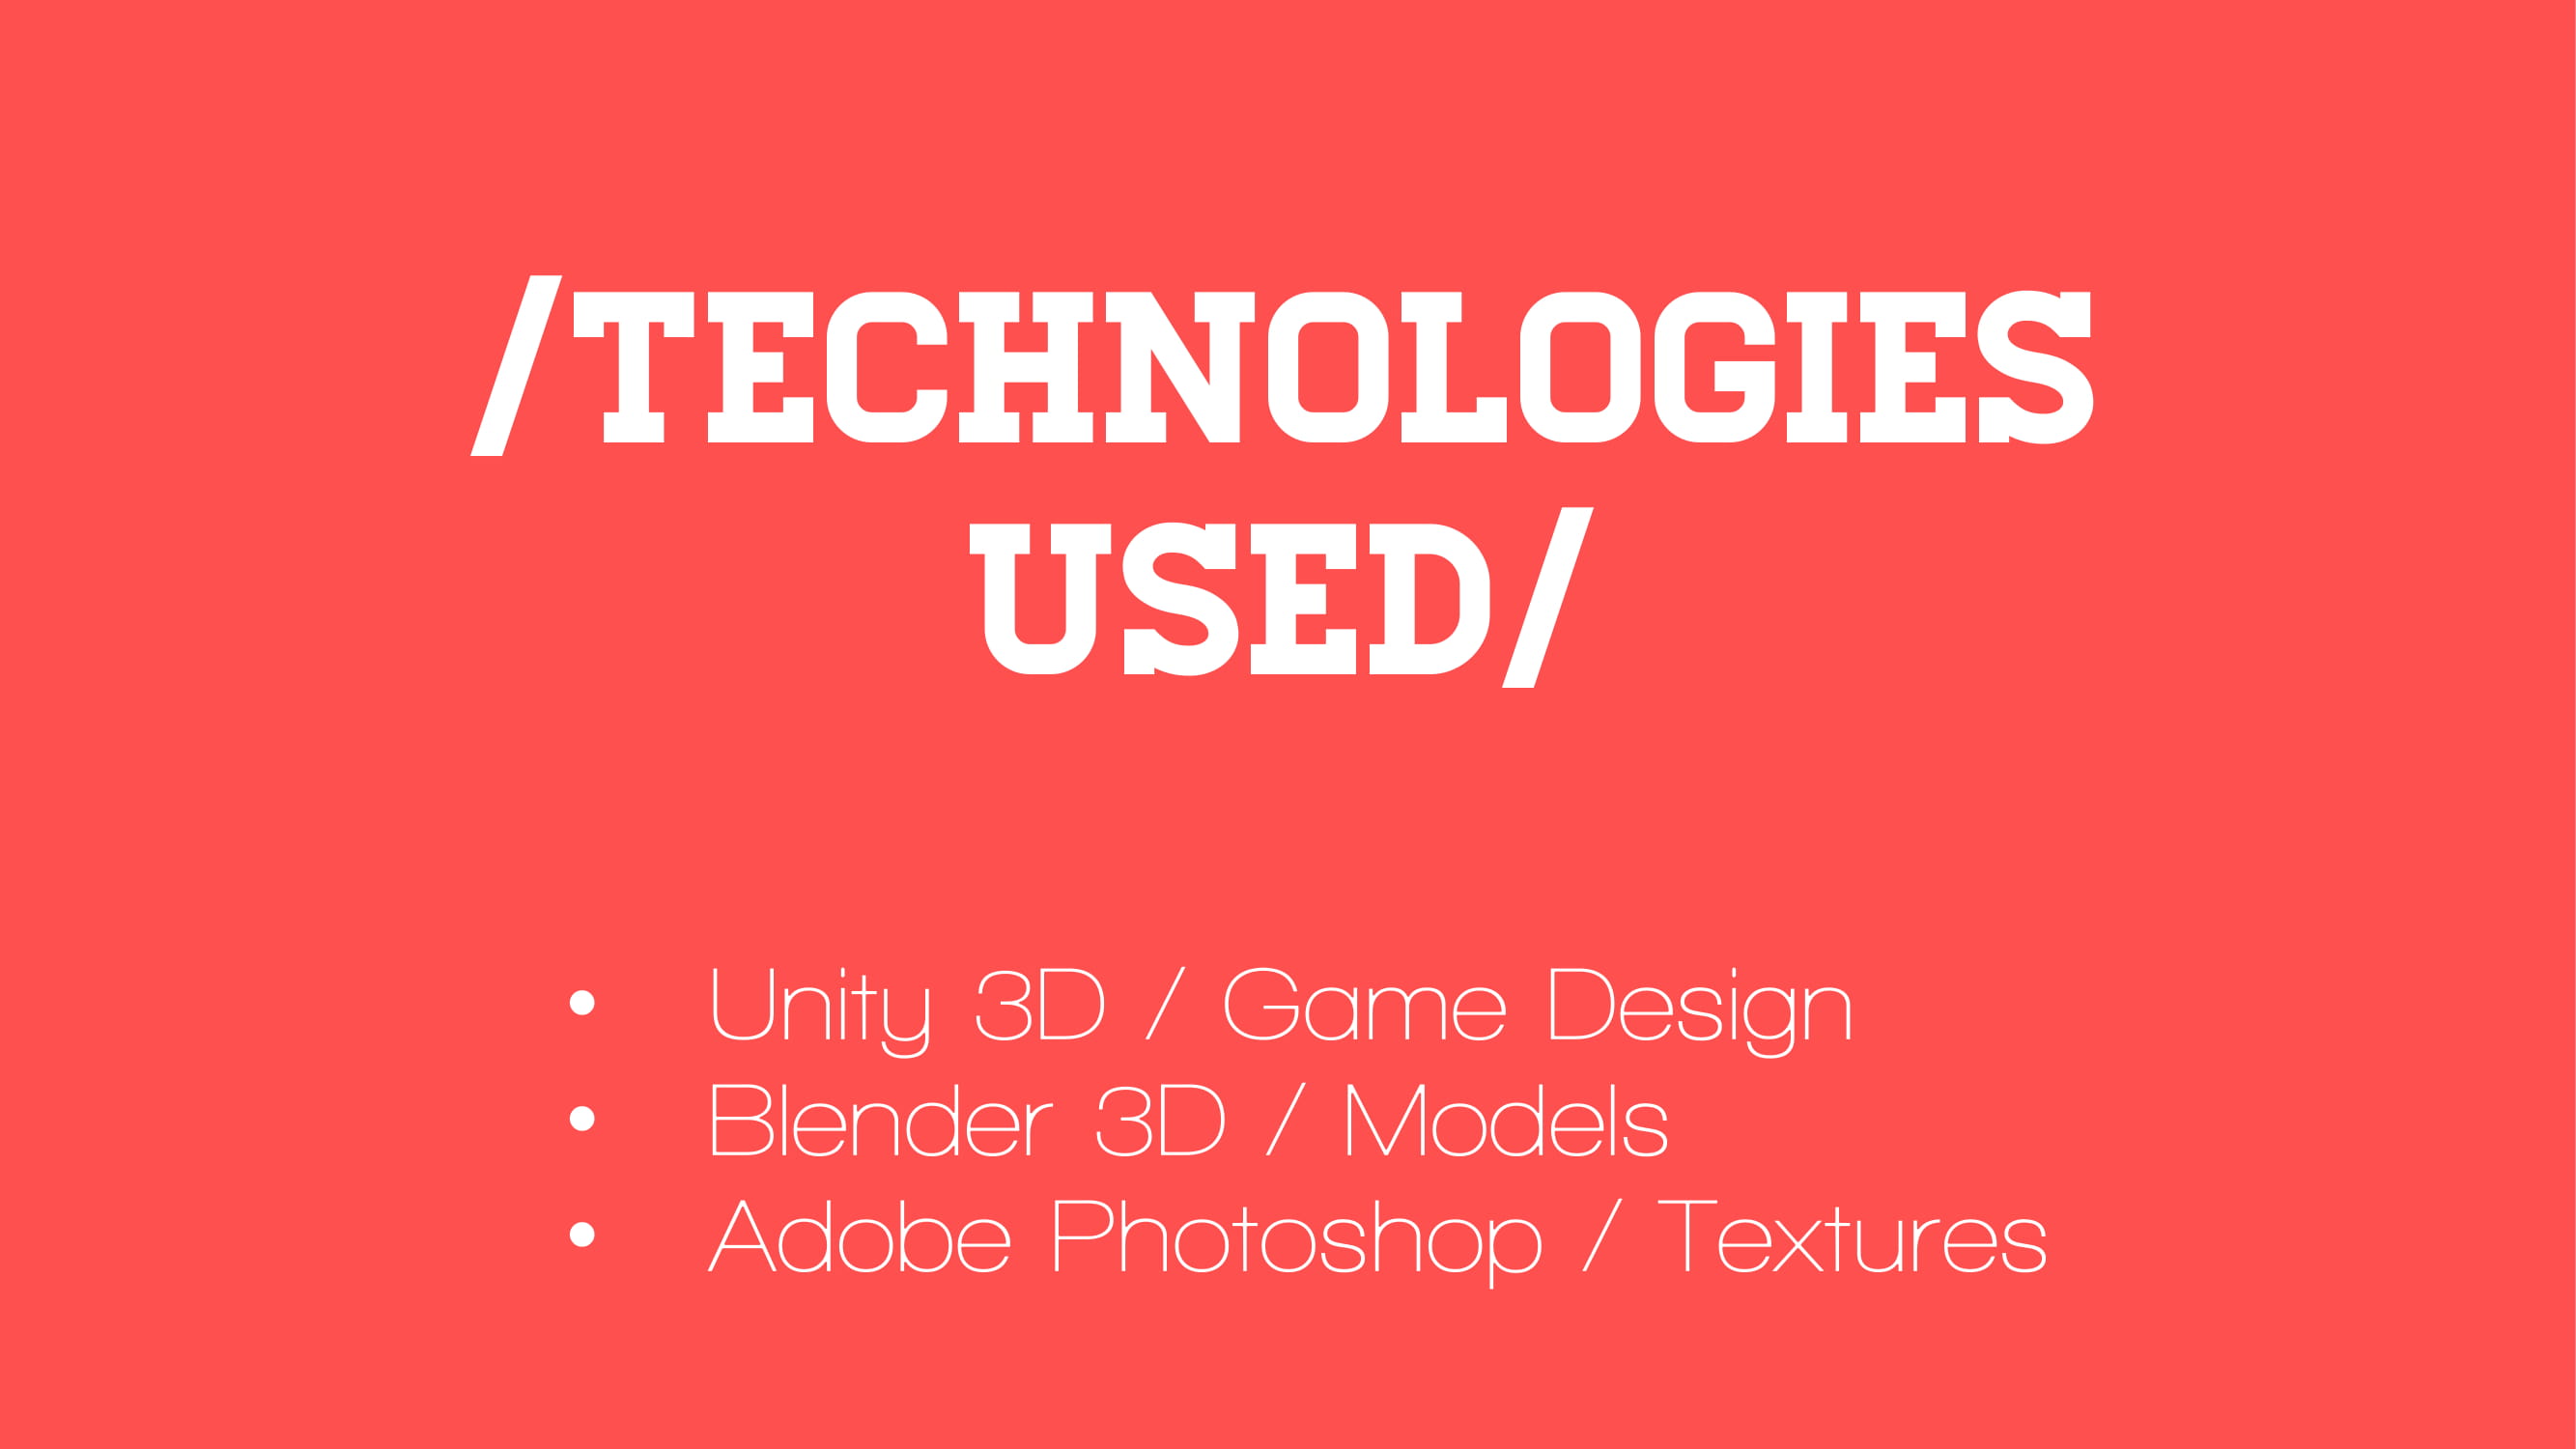 /TECHNOLOGIES
USED/
• Unity 3D / Game Design
• Blender 3D / Models
• Adobe Photoshop / Textures